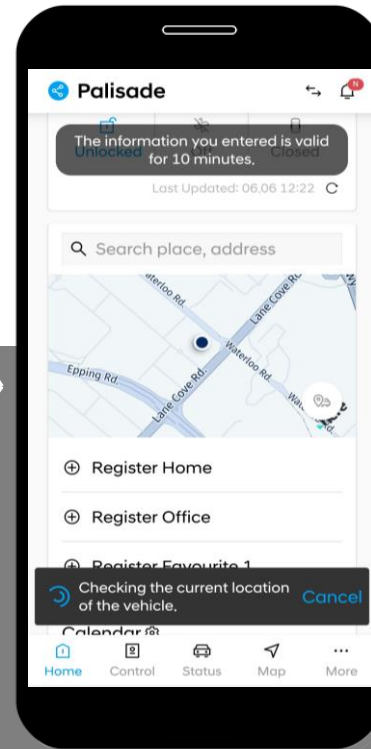 Palisade
N
The information you entered is valid
for 10 minutes.
Unlocked Off Closed
Last Updated: 06.06 12:22
Search place, address
Waterloo Rd.
Lane Cove Rd.
Epping Rd.
Waterloo Rd.
Lane Cove Rd.
Register Home
Register Office
Register Favourite 1
Checking the current location
of the vehicle.
Cancel
Calendar
Home Control Status Map More